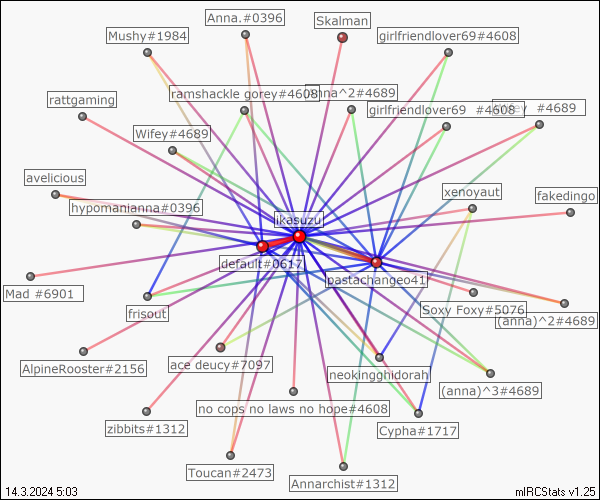 Anna.#0396
Skalman
Mushy#1984
girlfriendlover69#4608
ramshackle gorey#4608
anna^2#4689
rattgaming
girlfriendlover69 #4608
#4689
Wifey#4689
avelicious
xenoyaut
fakedingo
hypomanianna#0396
ikasuzu
default#0617
pastachangeo41
Mad #6901
frisout
Soxy Foxy#5076
(anna)^2#4689
AlpineRooster#2156
ace deucy#7097
neokingghidorah
(anna)^3#4689
no cops no laws no hope#4608
zibbits#1312
Cypha#1717
Toucan#2473
Annarchist#1312
14.3.2024 5:03
mIRCStats v1.25